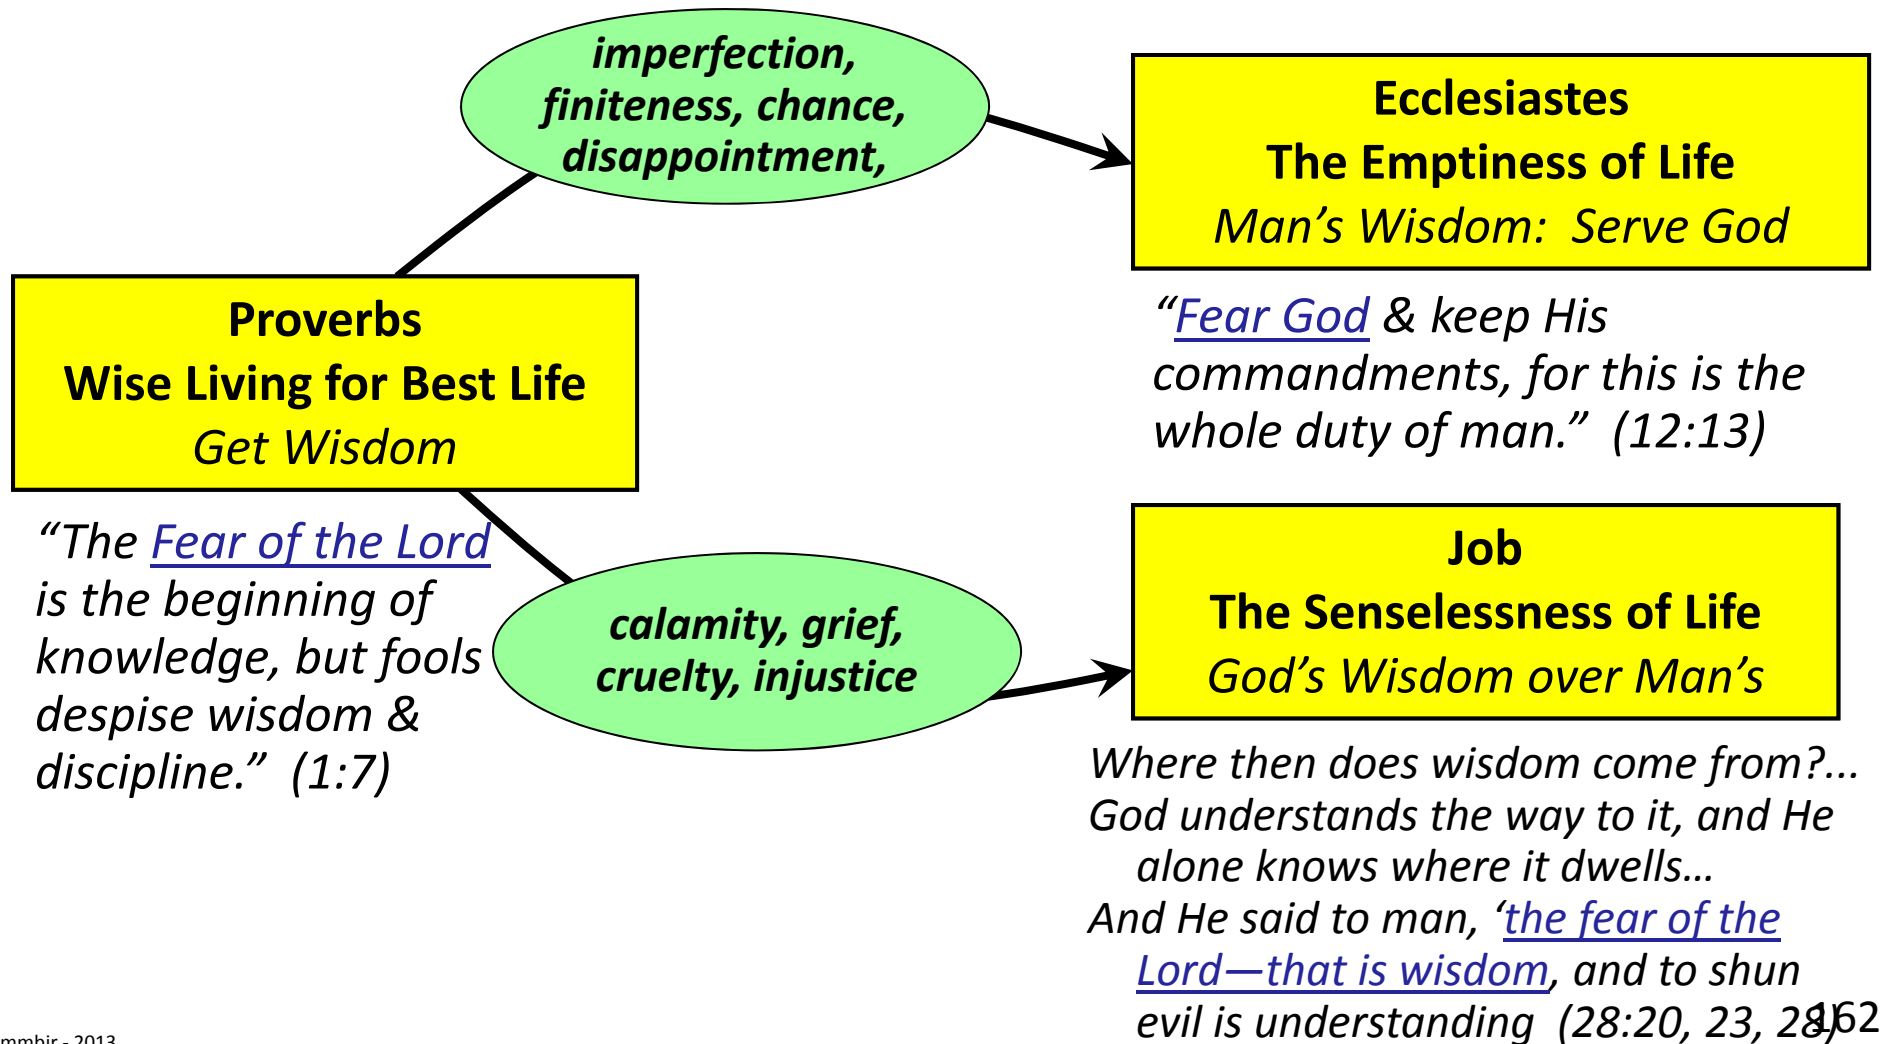 imperfection,
finiteness, chance,
disappointment,
Ecclesiastes
The Emptiness of Life
Man’s Wisdom:  Serve God
“Fear God & keep His
commandments, for this is the
whole duty of man.”  (12:13)
Proverbs
Wise Living for Best Life
Get Wisdom
“The Fear of the Lord
is the beginning of
knowledge, but fools
despise wisdom &
discipline.”  (1:7)
calamity, grief,
cruelty, injustice
Job
The Senselessness of Life
God’s Wisdom over Man’s
Where then does wisdom come from?...
God understands the way to it, and He
alone knows where it dwells…
And He said to man, ‘the fear of the
Lord—that is wisdom, and to shun
evil is understanding  (28:20, 23, 28)
162
- 2013